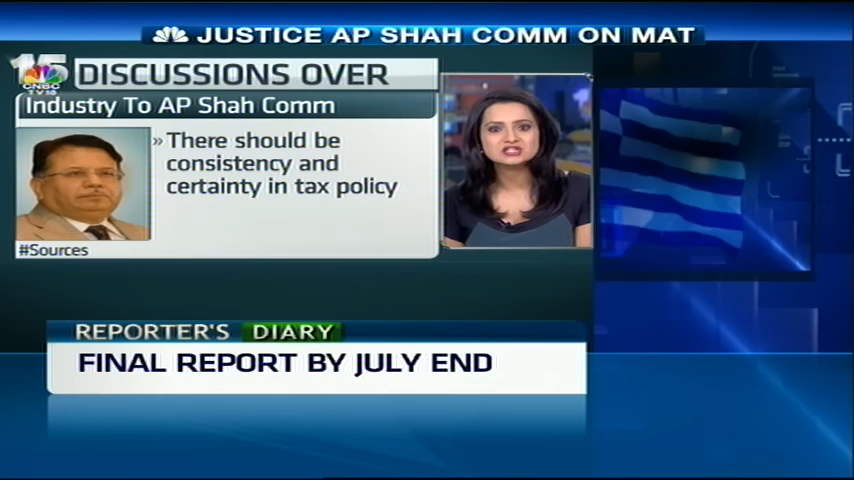 JUSTICE AP SHAH COMM ON MAT
15
CNBC
TV18
DISCUSSIONS OVER
Industry To AP Shah Comm
» There should be
consistency and
certainty in tax policy
#Sources
REPORTER'S DIARY
FINAL REPORT BY JULY END